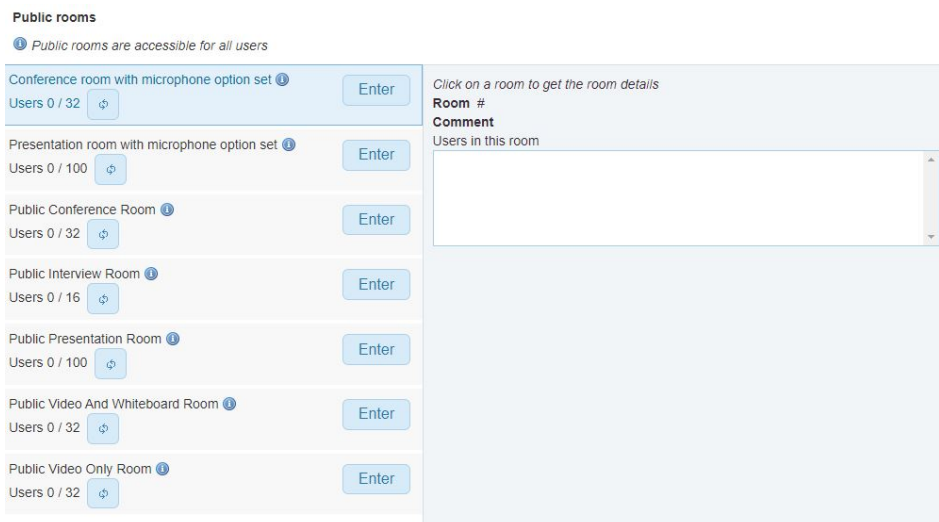 Public rooms
Public rooms are accessible for all users
Conference room with microphone option set
Users 0 / 32
Enter
Presentation room with microphone option set
Users 0 / 100
Enter
Public Conference Room
Users 0 / 32
Enter
Public Interview Room
Users 0 / 16
Enter
Public Presentation Room
Users 0 / 100
Enter
Public Video And Whiteboard Room
Users 0 / 32
Enter
Public Video Only Room
Users 0 / 32
Enter
Click on a room to get the room details
Room #
Comment
Users in this room